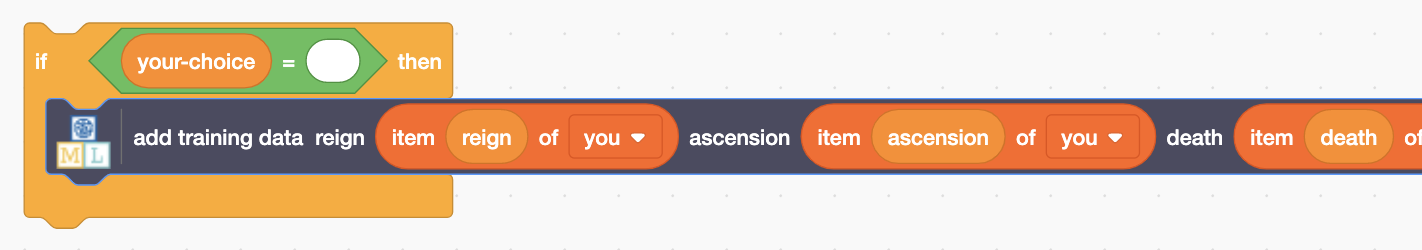 if your-choice = then
M L add training data reign item reign of you ascension item ascension of you death item death of